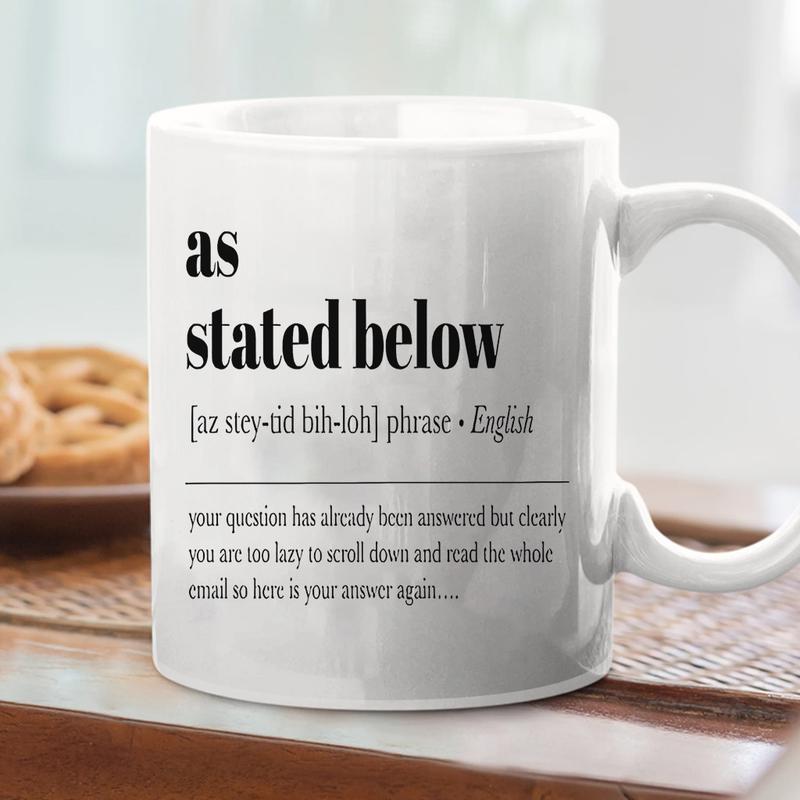 as
stated below
[az stey-tid bih-loh] phrase • English
your question has already been answered but clearly
you are too lazy to scroll down and read the whole
email so here is your answer again....